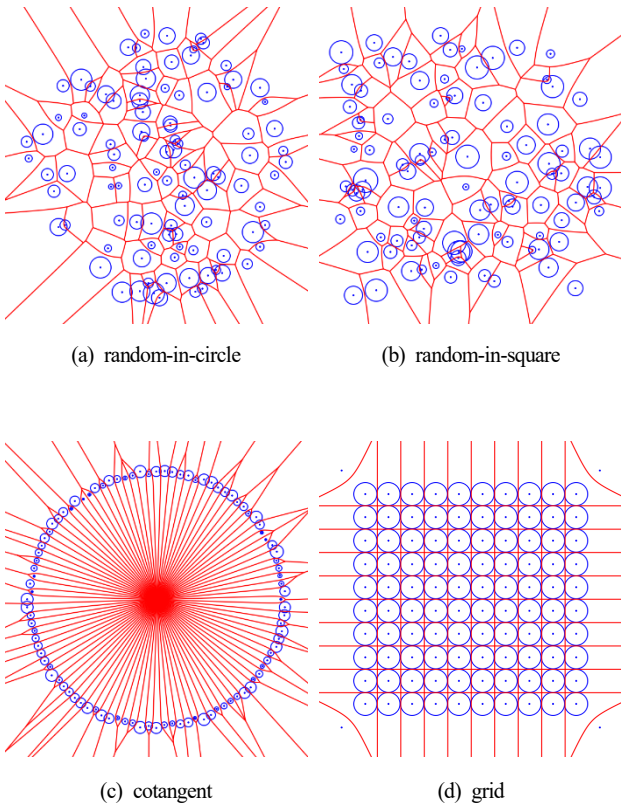 (a) random-in-circle
(b) random-in-square
(c) cotangent
(d) grid